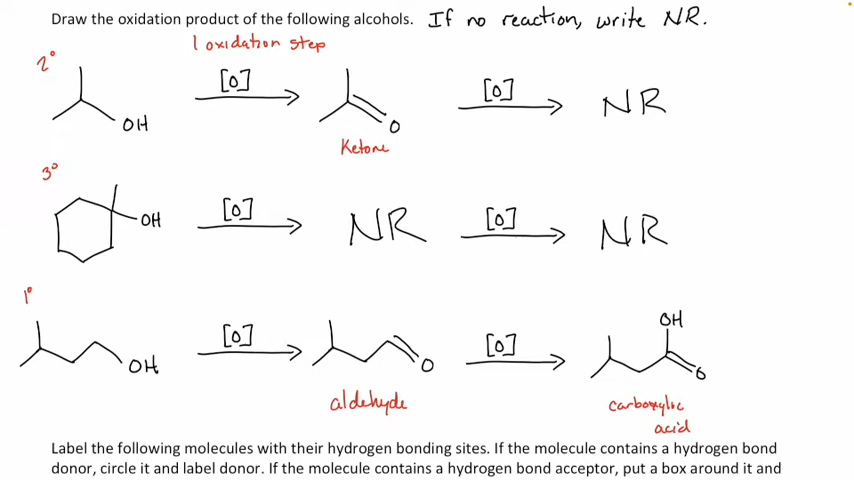 Draw the oxidation product of the following alcohols. If no reaction, write NR.
1 oxidation step
2°
[O]
[O]
OH
O
NR
Ketone
3°
OH
[O]
NR
[O]
NR
1°
OH
[O]
O
[O]
OH
O
aldehyde
carboxylic
acid
Label the following molecules with their hydrogen bonding sites. If the molecule contains a hydrogen bond
donor, circle it and label donor. If the molecule contains a hydrogen bond acceptor, put a box around it and